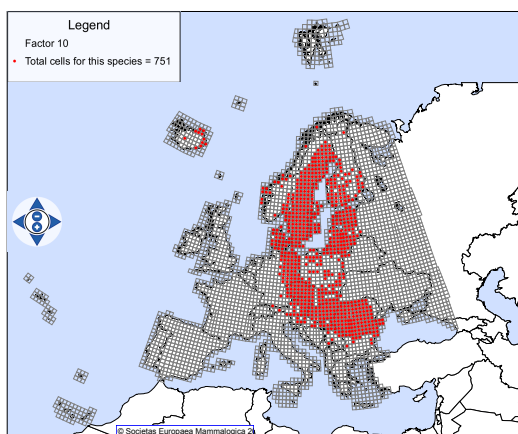 Legend
Factor 10
Total cells for this species = 751
© Societas Europaea Mammalogica